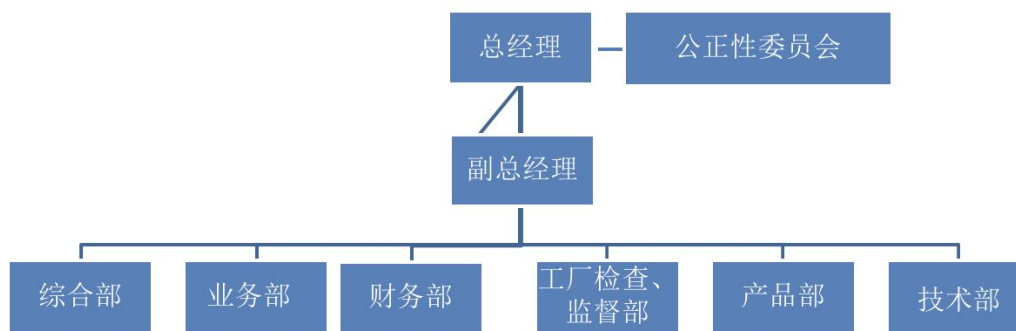 总经理
公正性委员会
副总经理
综合部
业务部
财务部
工厂检查、
监督部
产品部
技术部